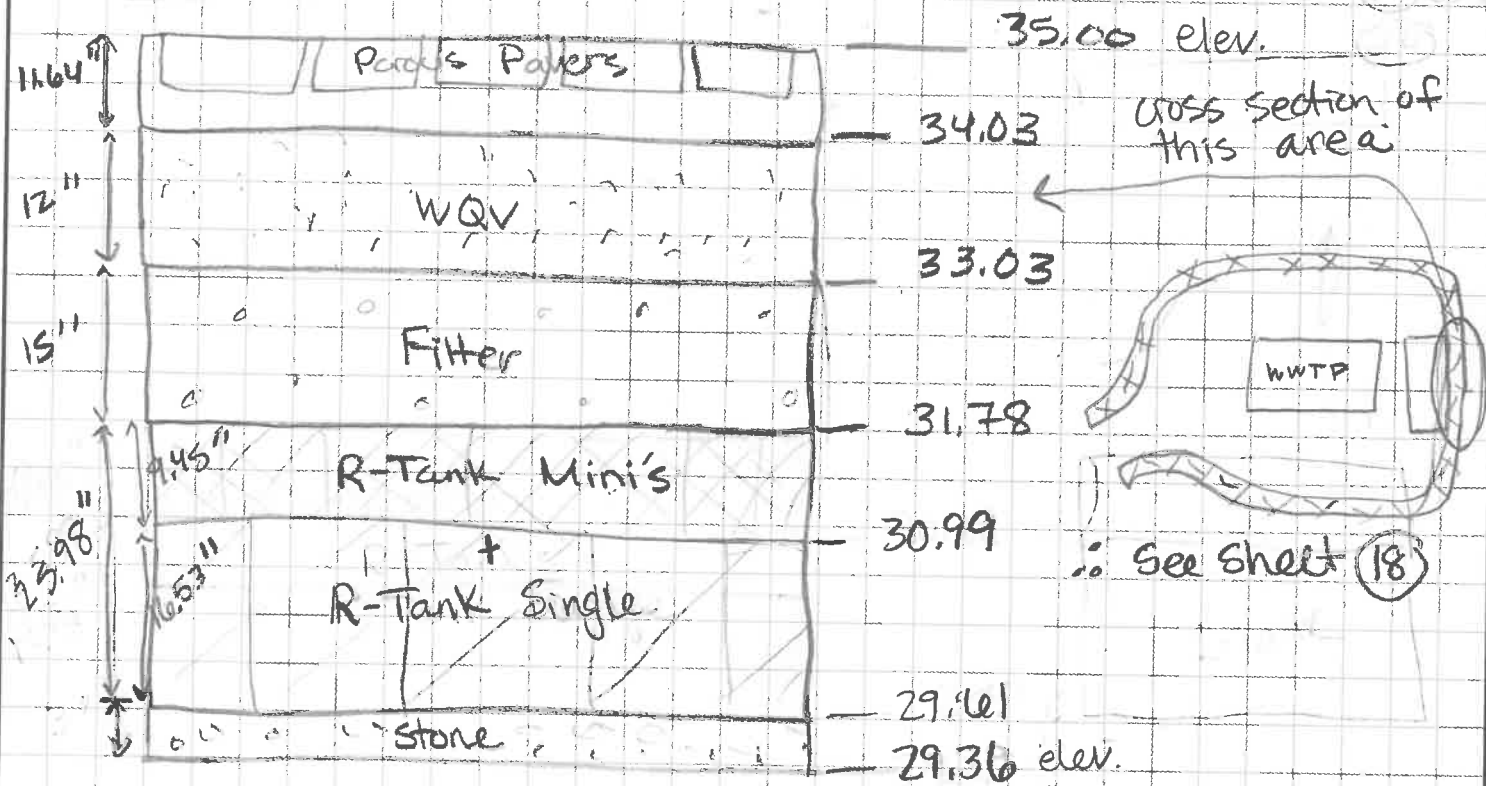 35.00 elev.
11.64"
Porous Pavers
34.03
cross section of
this area:
12"
WQV
33.03
15"
Filter
WWTP
31.78
9.45"
R-Tank Mini's
23.98"
30.99
+
16.53"
R-Tank Single
∴ See Sheet (18)
29.61
stone
29.36 elev.